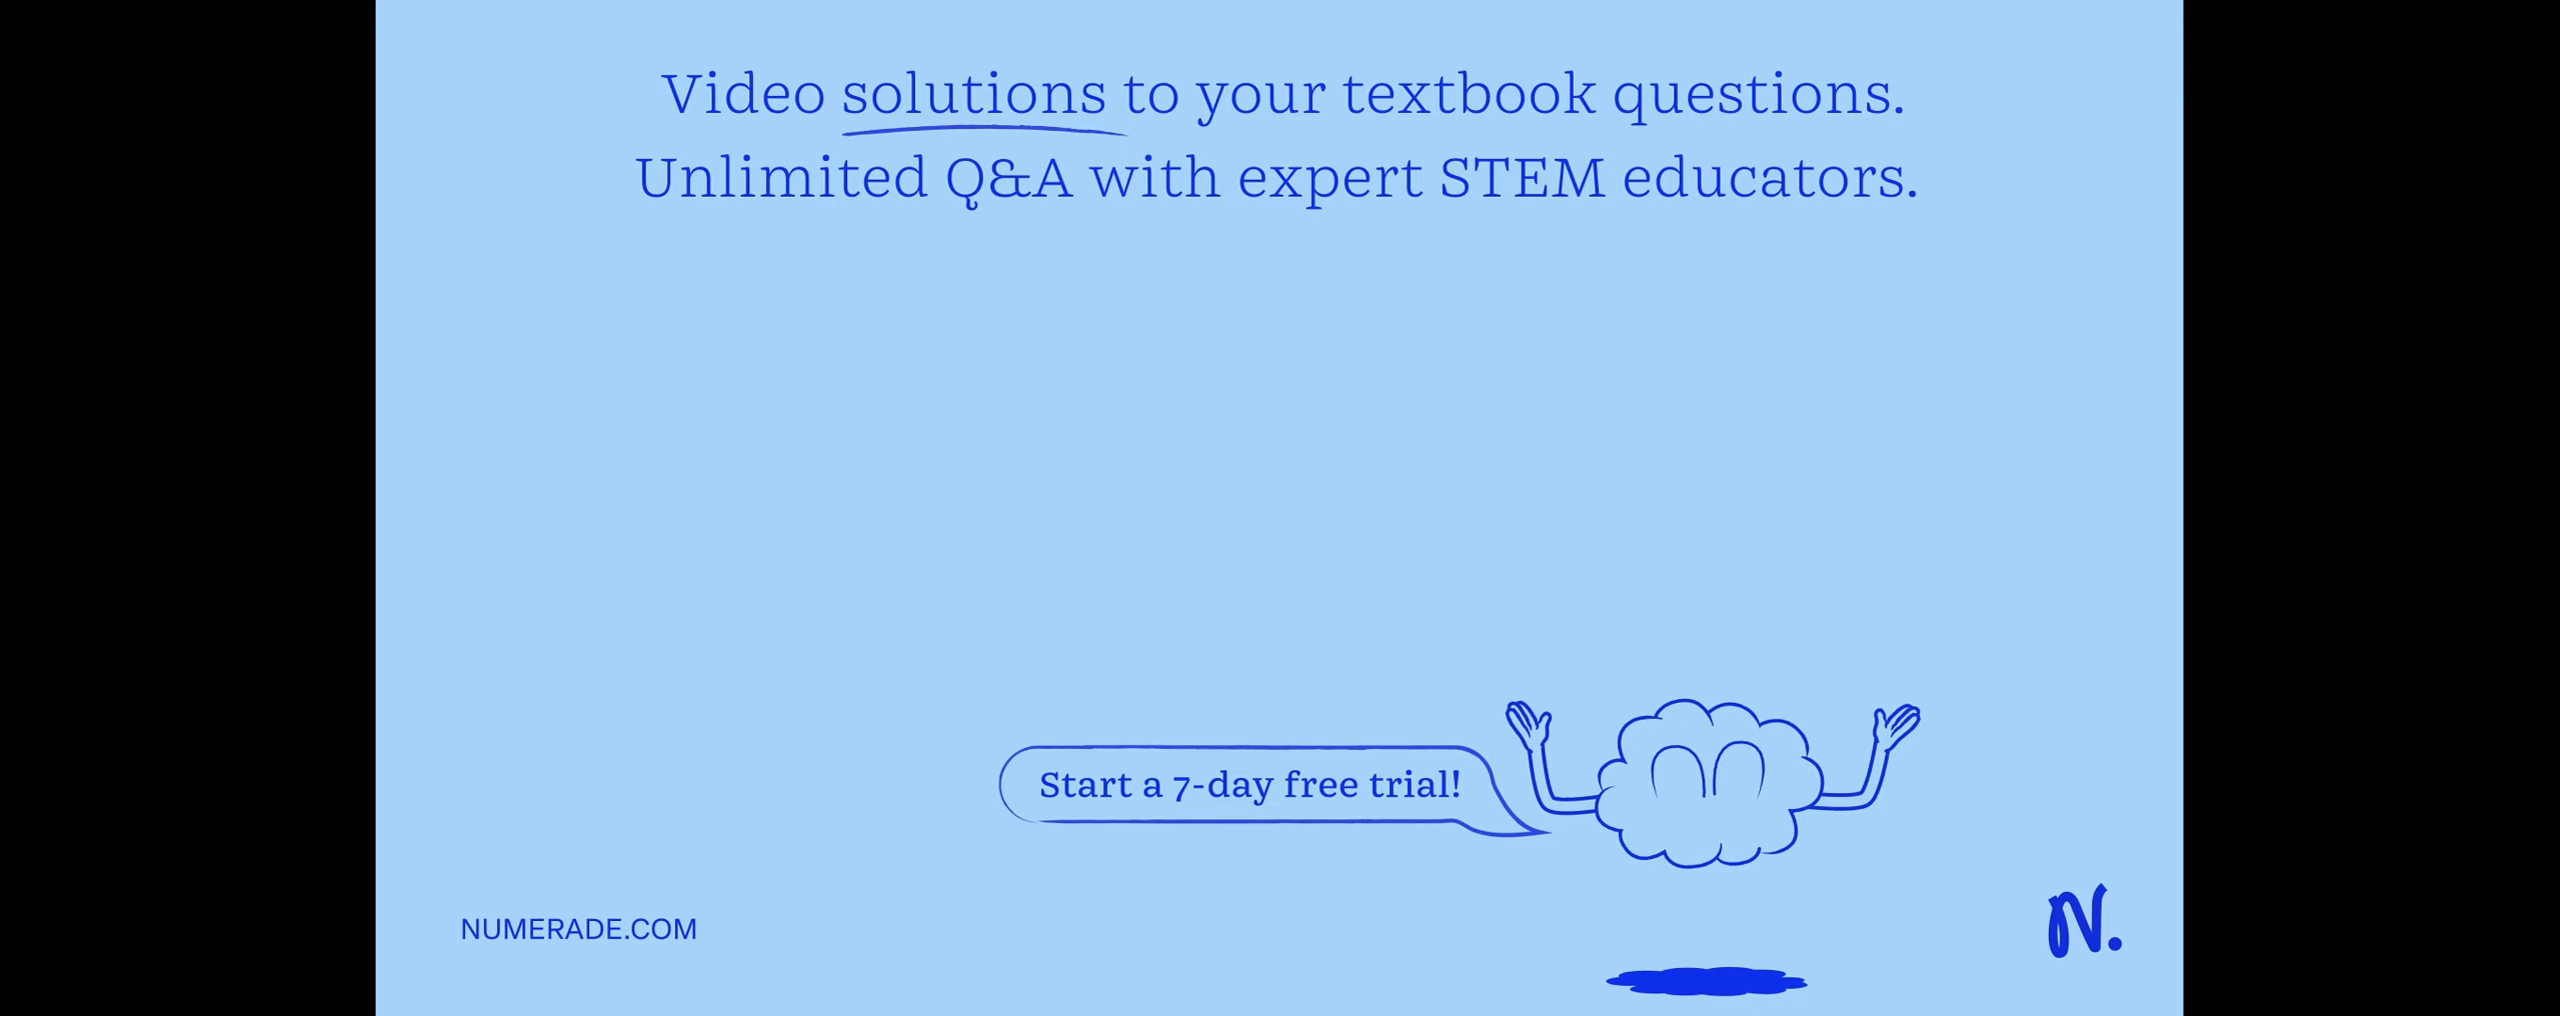 Video solutions to your textbook questions.
Unlimited Q&A with expert STEM educators.
Start a 7-day free trial!
NUMERADE.COM
N.